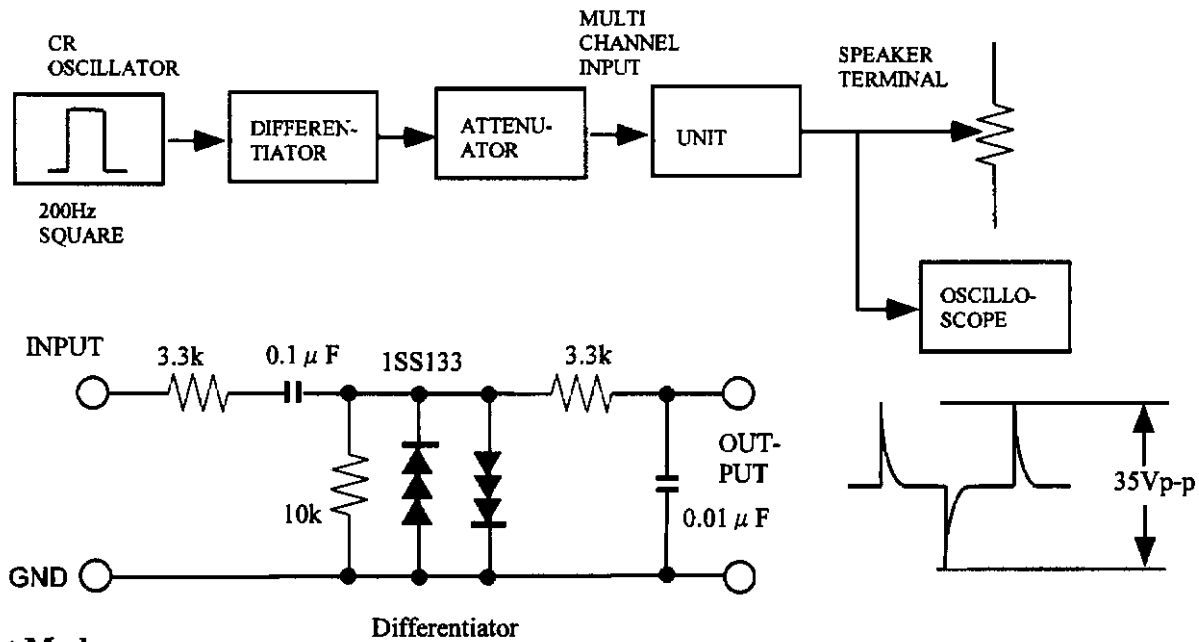 CR
OSCILLATOR
200Hz
SQUARE
DIFFEREN-
TIATOR
ATTENU-
ATOR
MULTI
CHANNEL
INPUT
UNIT
SPEAKER
TERMINAL
OSCILLO-
SCOPE
INPUT
3.3k
0.1 μ F
1SS133
3.3k
10k
OUT-
PUT
0.01 μ F
GND
35Vp-p
Differentiator